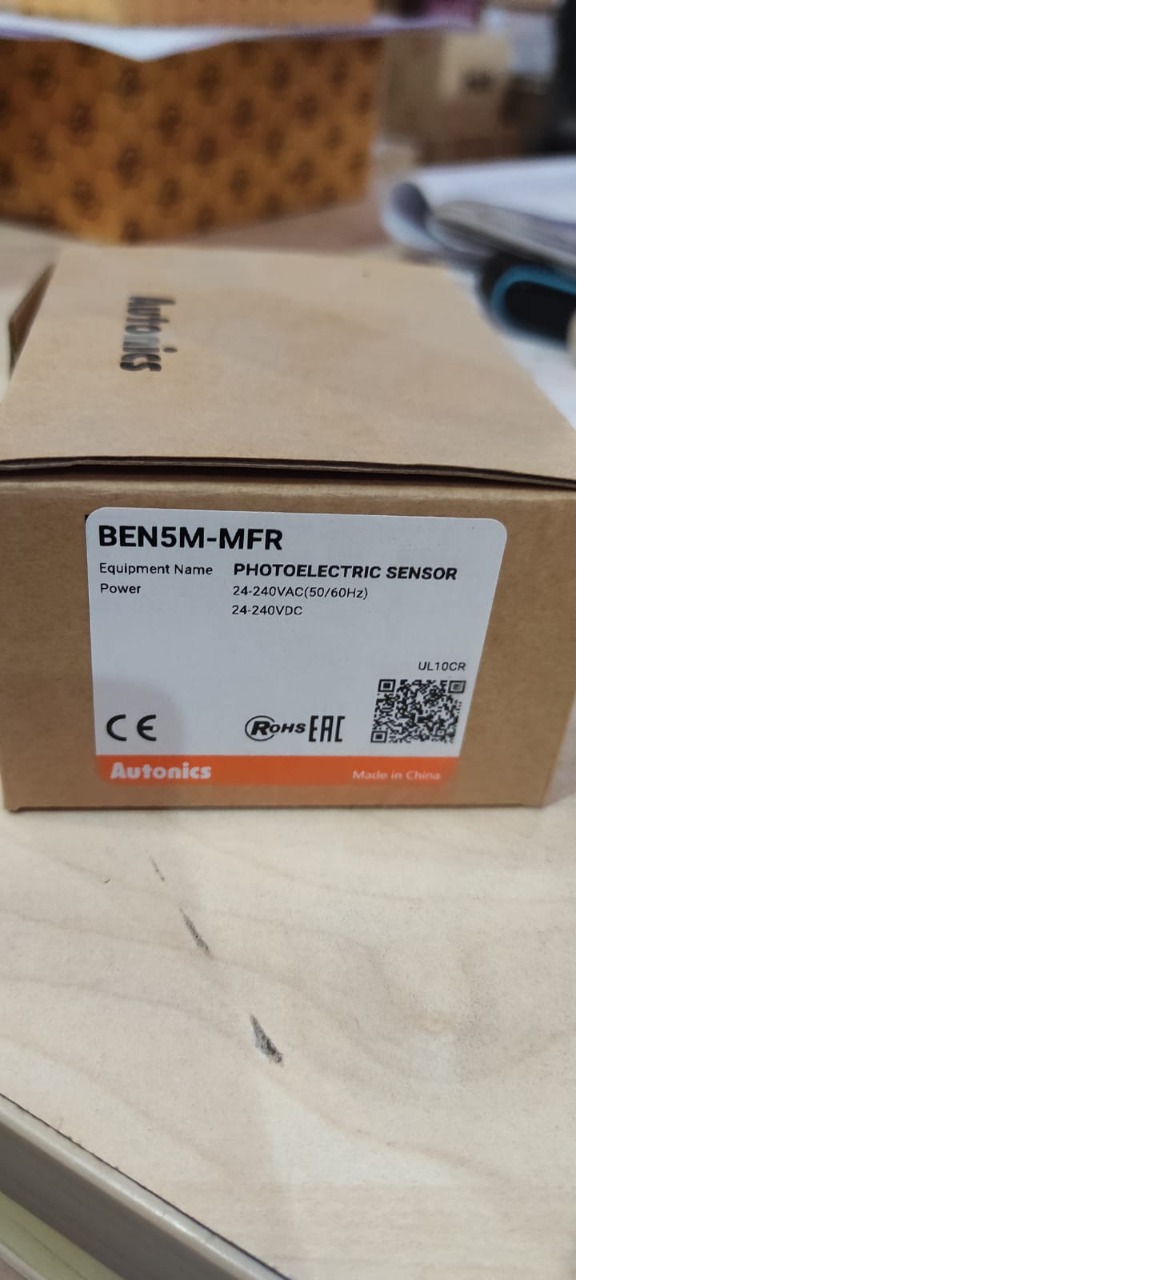 Autonics
BEN5M-MFR
Equipment Name PHOTOELECTRIC SENSOR
Power 24-240VAC(50/60Hz)
24-240VDC
UL10CR
CE RoHS EAC
Autonics Made in China